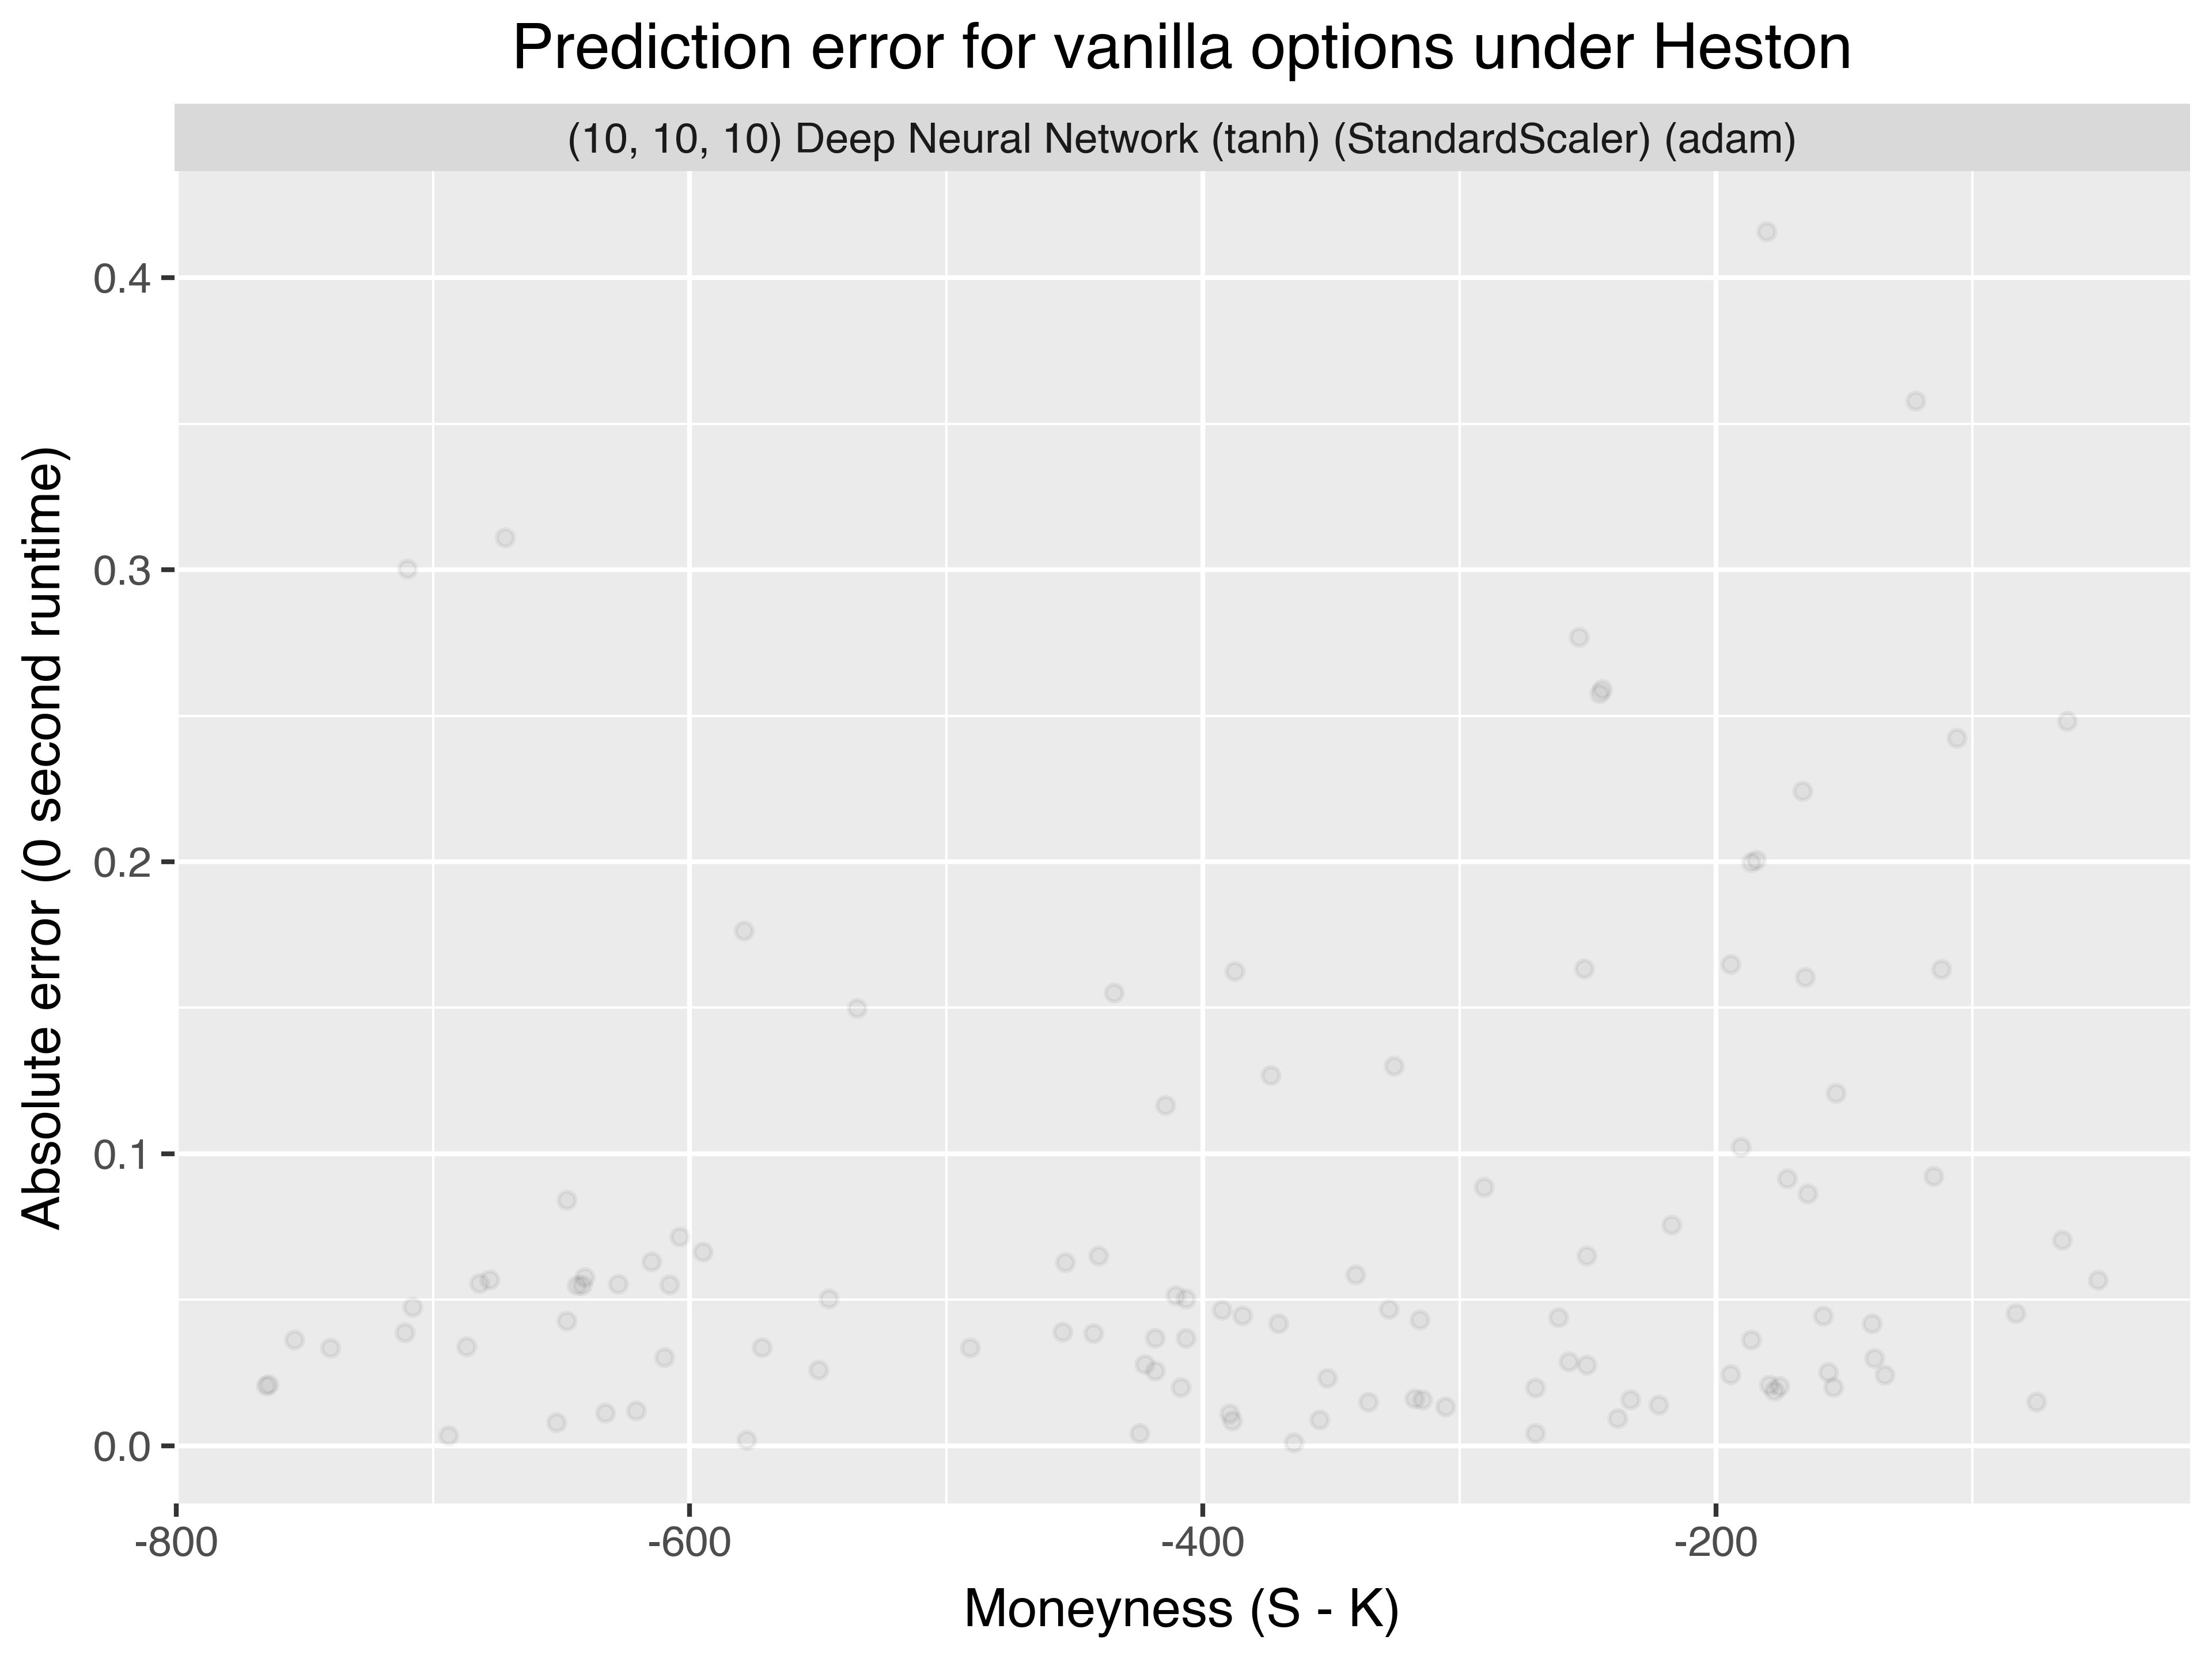 Prediction error for vanilla options under Heston
(10, 10, 10) Deep Neural Network (tanh) (StandardScaler) (adam)
Absolute error (0 second runtime)
0.4
0.3
0.2
0.1
0.0
-800
-600
-400
-200
Moneyness (S - K)